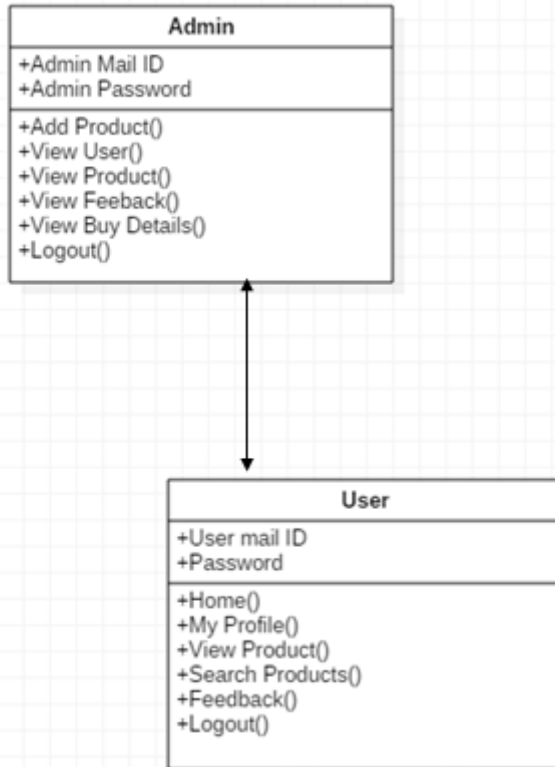 Admin
+Admin Mail ID
+Admin Password
+Add Product()
+View User()
+View Product()
+View Feeback()
+View Buy Details()
+Logout()
User
+User mail ID
+Password
+Home()
+My Profile()
+View Product()
+Search Products()
+Feedback()
+Logout()